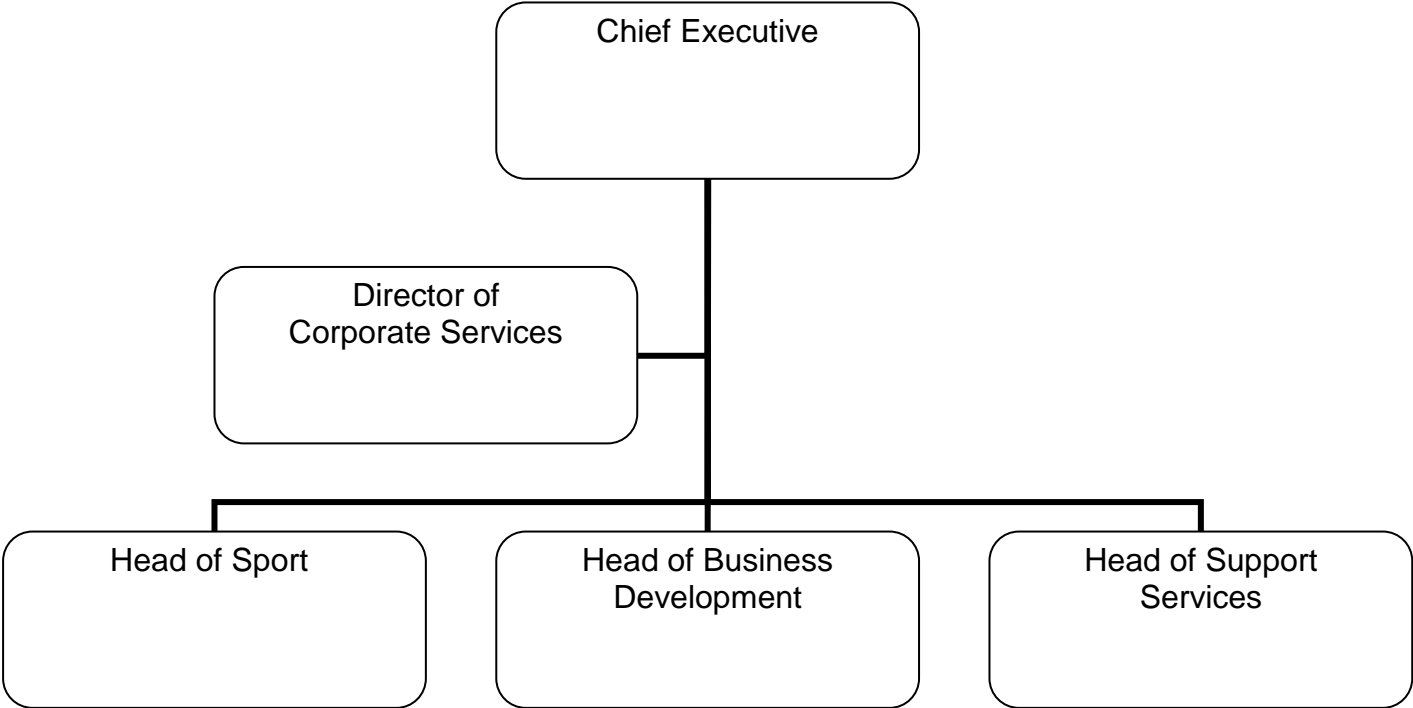 Chief Executive
Director of
Corporate Services
Head of Sport
Head of Business
Development
Head of Support
Services